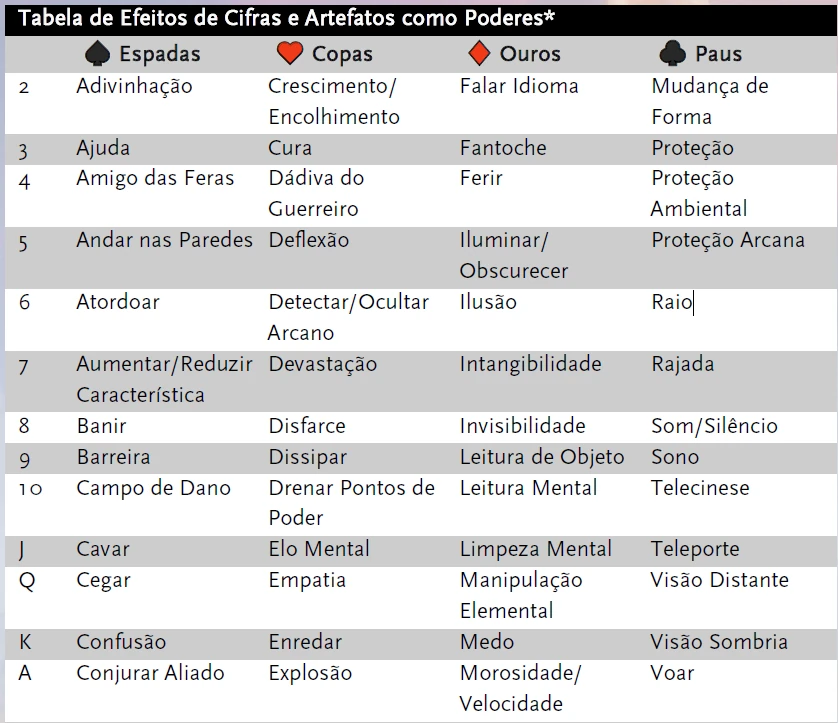 Tabela de Efeitos de Cifras e Artefatos como Poderes*
Espadas Copas Ouros Paus
2 Adivinhação Crescimento/ Falar Idioma Mudança de
Encolhimento Forma
3 Ajuda Cura Fantoche Proteção
4 Amigo das Feras Dádiva do Ferir Proteção
Guerreiro Ambiental
5 Andar nas Paredes Deflexão Iluminar/ Proteção Arcana
Obscurecer
6 Atordoar Detectar/Ocultar Ilusão Raio
Arcano
7 Aumentar/Reduzir Devastação Intangibilidade Rajada
Característica
8 Banir Disfarce Invisibilidade Som/Silêncio
9 Barreira Dissipar Leitura de Objeto Sono
10 Campo de Dano Drenar Pontos de Leitura Mental Telecinese
Poder
J Cavar Elo Mental Limpeza Mental Teleporte
Q Cegar Empatia Manipulação Visão Distante
Elemental
K Confusão Enredar Medo Visão Sombria
A Conjurar Aliado Explosão Morosidade/ Voar
Velocidade